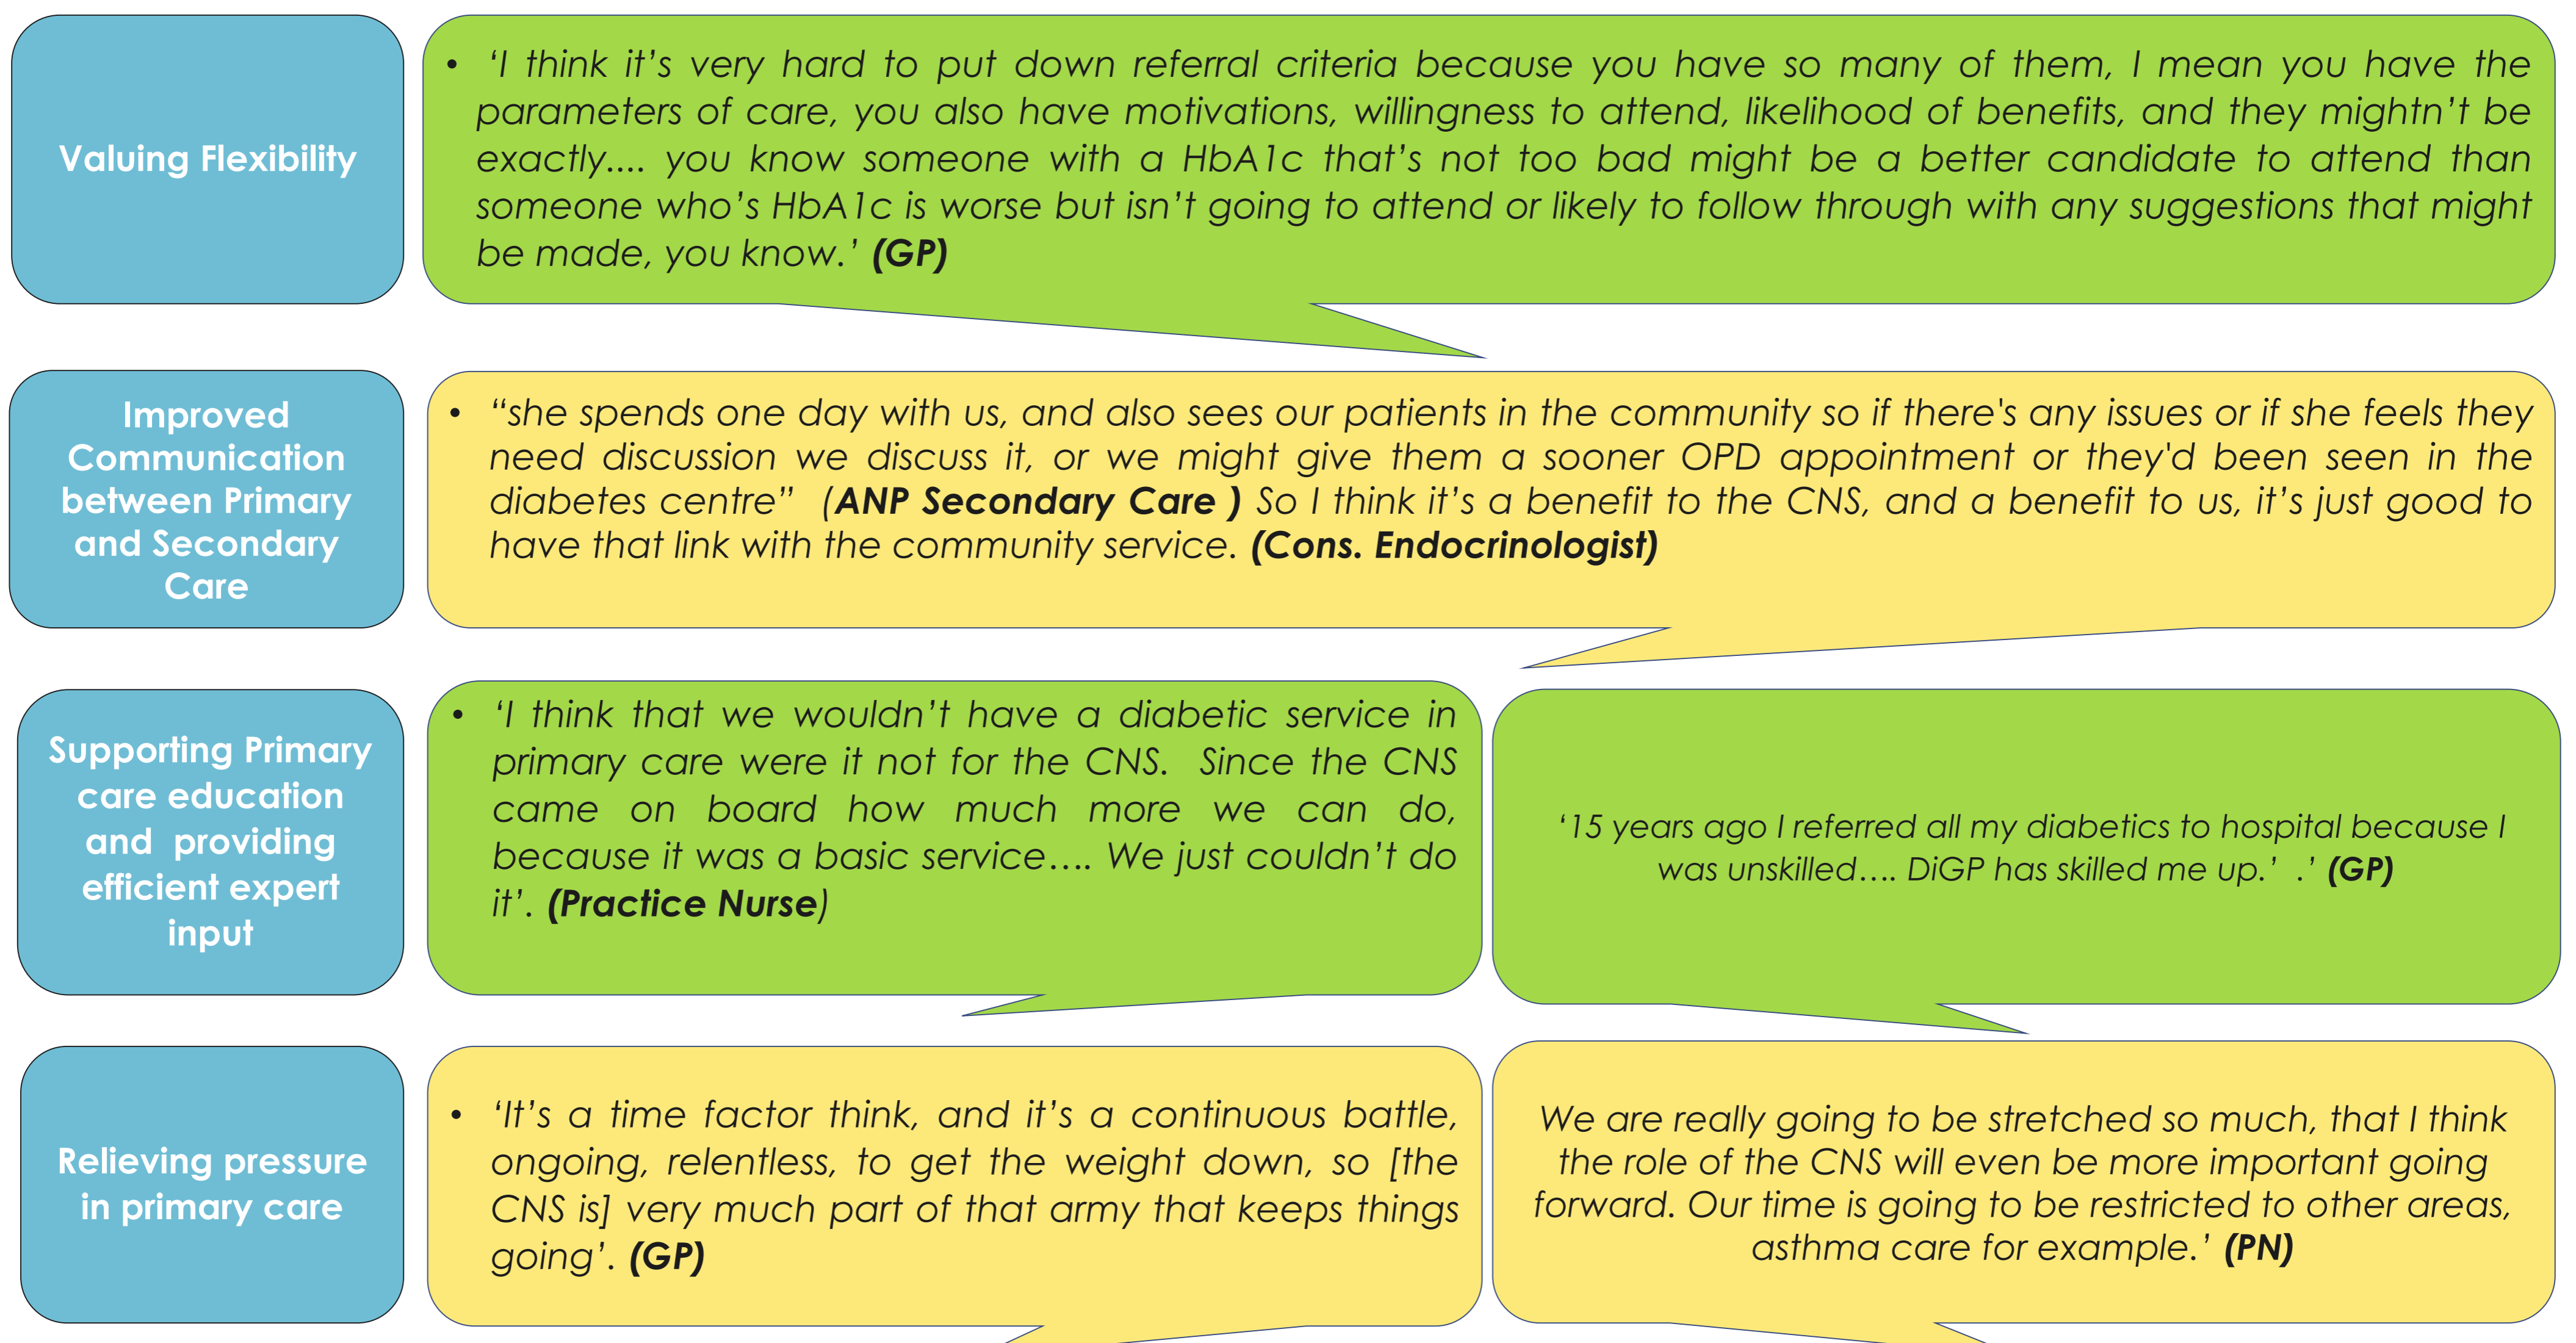 Valuing Flexibility
• ‘I think it’s very hard to put down referral criteria because you have so many of them, I mean you have the
parameters of care, you also have motivations, willingness to attend, likelihood of benefits, and they mightn’t be
exactly.... you know someone with a HbA1c that’s not too bad might be a better candidate to attend than
someone who’s HbA1c is worse but isn’t going to attend or likely to follow through with any suggestions that might
be made, you know.’ (GP)
Improved
Communication
between Primary
and Secondary
Care
• “she spends one day with us, and also sees our patients in the community so if there's any issues or if she feels they
need discussion we discuss it, or we might give them a sooner OPD appointment or they'd been seen in the
diabetes centre” (ANP Secondary Care ) So I think it’s a benefit to the CNS, and a benefit to us, it’s just good to
have that link with the community service. (Cons. Endocrinologist)
Supporting Primary
care education
and providing
efficient expert
input
• ‘I think that we wouldn’t have a diabetic service in
primary care were it not for the CNS. Since the CNS
came on board how much more we can do,
because it was a basic service…. We just couldn’t do
it’. (Practice Nurse)
‘15 years ago I referred all my diabetics to hospital because I
was unskilled…. DiGP has skilled me up.’ .’ (GP)
Relieving pressure
in primary care
• ‘It’s a time factor think, and it’s a continuous battle,
ongoing, relentless, to get the weight down, so [the
CNS is] very much part of that army that keeps things
going’. (GP)
We are really going to be stretched so much, that I think
the role of the CNS will even be more important going
forward. Our time is going to be restricted to other areas,
asthma care for example.’ (PN)